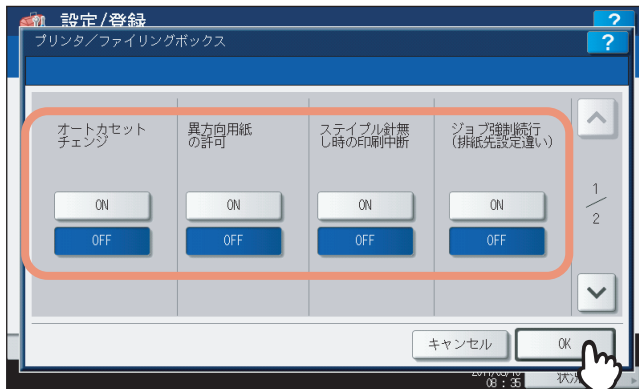 設定/登録
?
プリンタ/ファイリングボックス
?
オートカセット
チェンジ
異方向用紙
の許可
ステイプル針無
し時の印刷中断
ジョブ強制続行
(排紙先設定違い)
ON
ON
ON
ON
OFF
OFF
OFF
OFF
1
/
2
キャンセル
OK
08:35